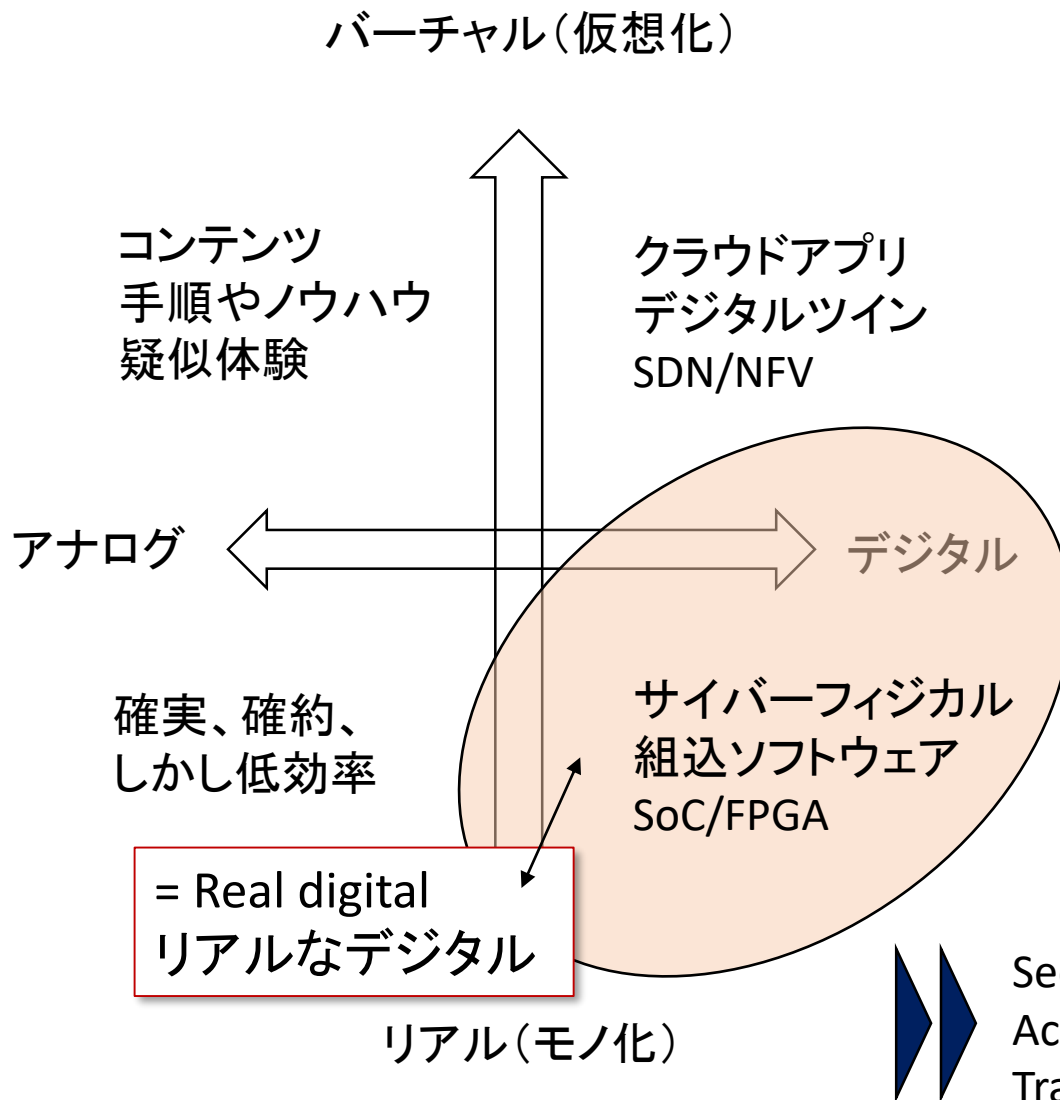 バーチャル（仮想化）
コンテンツ
手順やノウハウ
疑似体験
クラウドアプリ
デジタルツイン
SDN/NFV
アナログ
デジタル
確実、確約、
しかし低効率
サイバーフィジカル
組込ソフトウェア
SoC/FPGA
= Real digital
リアルなデジタル
リアル（モノ化）